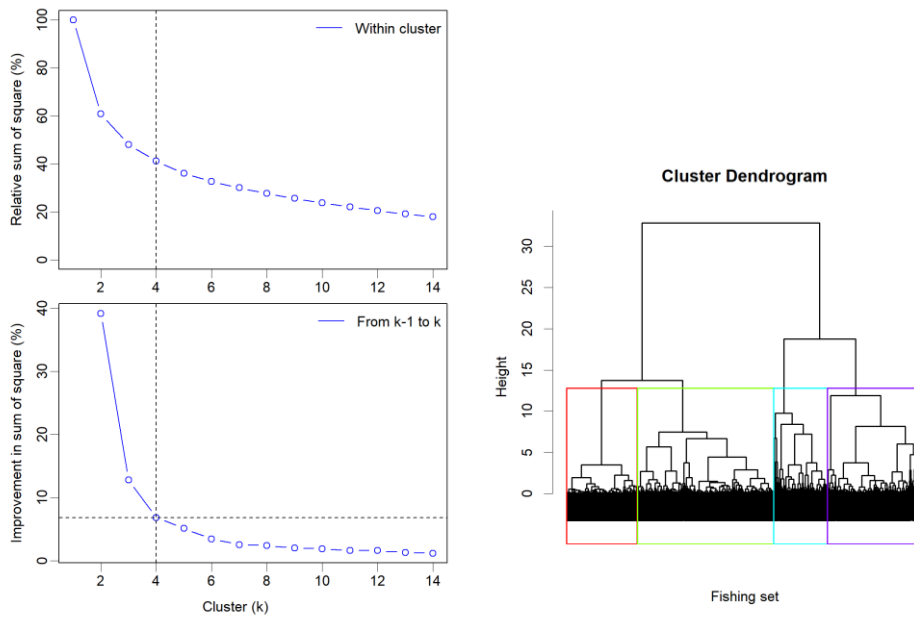 Relative sum of square (%)
100
80
60
40
20
0
Within cluster
2 4 6 8 10 12 14
Improvement in sum of square (%)
40
30
20
10
0
From k-1 to k
2 4 6 8 10 12 14
Cluster (k)
Cluster Dendrogram
Height
30
25
20
15
10
5
0
Fishing set